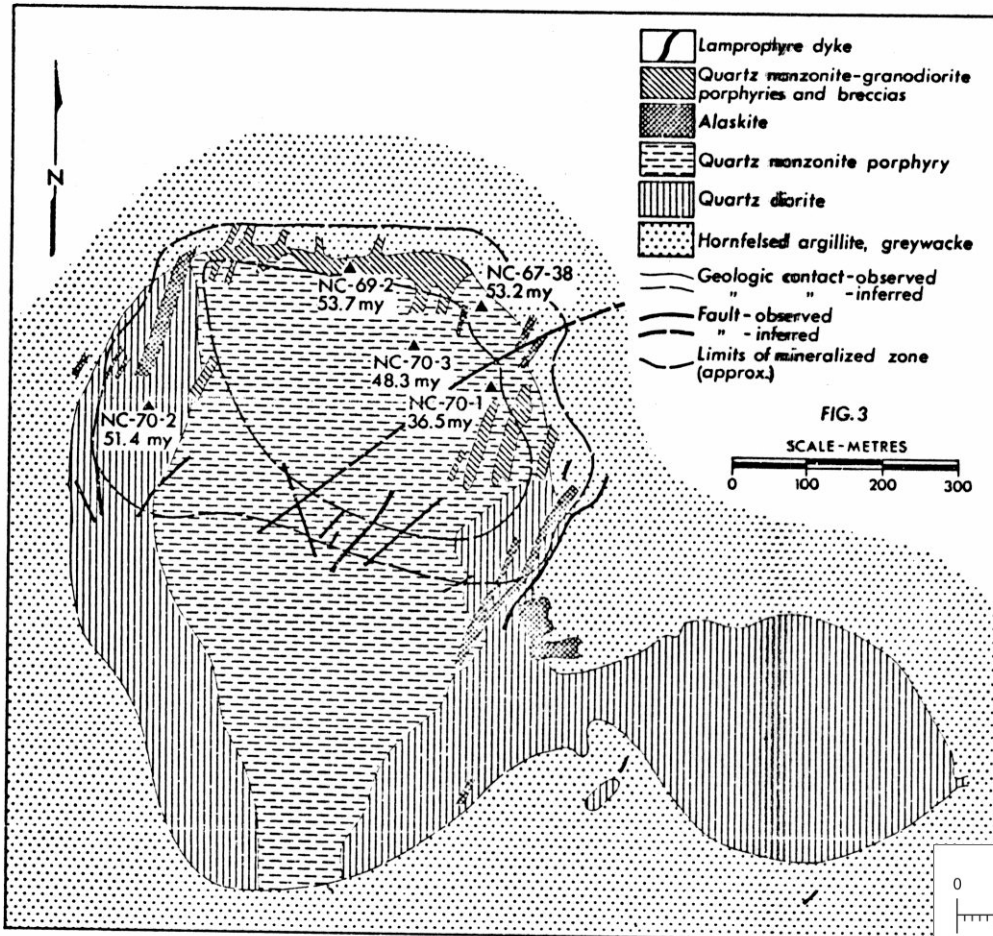 N
Lamprophyre dyke
Quartz monzonite-granodiorite
porphyries and breccias
Alaskite
Quartz monzonite porphyry
Quartz diorite
Hornfelsed argillite, greywacke
Geologic contact-observed
" " -inferred
Fault-observed
" - inferred
Limits of mineralized zone
(approx.)
FIG. 3
SCALE-METRES
0 100 200 300
NC-69-2
53.7 my
NC-67-38
53.2 my
NC-70-3
48.3 my
NC-70-1
36.5 my
NC-70-2
51.4 my
0